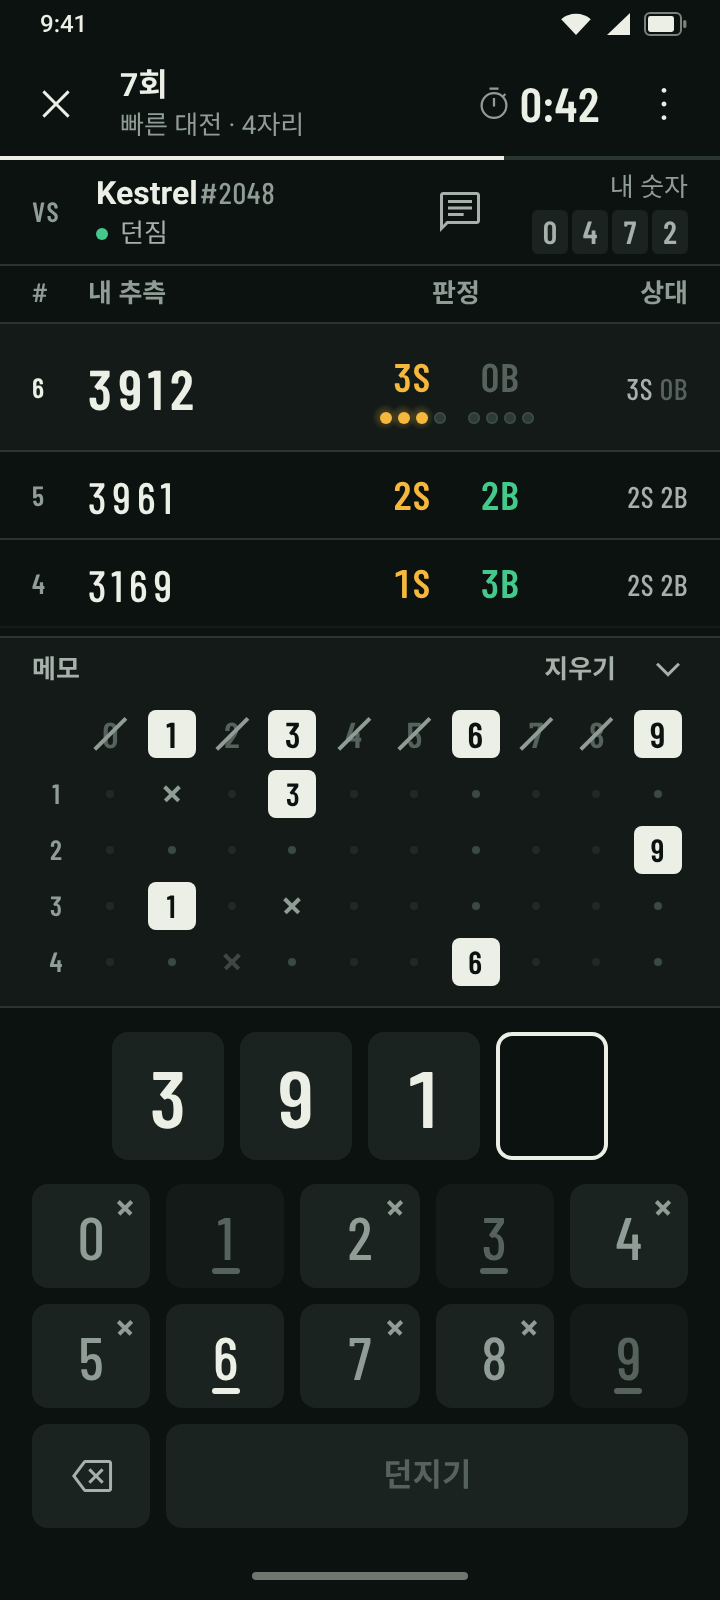 9:41
7회
빠른 대전 · 4자리
0:42
VS
Kestrel#2048
던짐
내 숫자
0 4 7 2
# 내 추측 판정 상대
6 3912 3S 0B 3S 0B
5 3961 2S 2B 2S 2B
4 3169 1S 3B 2S 2B
메모 지우기
0 1 2 3 4 5 6 7 8 9
1 × 3
2 9
3 1 ×
4 × 6
3 9 1
0 × 1 2 × 3 4 ×
5 × 6 7 × 8 × 9
던지기